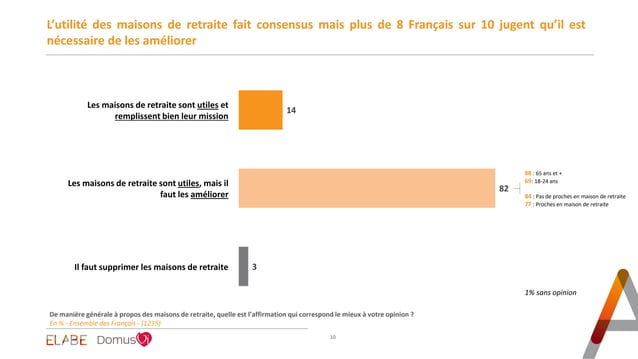 L'utilité des maisons de retraite fait consensus mais plus de 8 Français sur 10 jugent qu'il est
nécessaire de les améliorer
Les maisons de retraite sont utiles et
remplissent bien leur mission
14
Les maisons de retraite sont utiles, mais il
faut les améliorer
82
88 : 65 ans et +
69: 18-24 ans
84 : Pas de proches en maison de retraite
77 : Proches en maison de retraite
Il faut supprimer les maisons de retraite
3
1% sans opinion
De manière générale à propos des maisons de retraite, quelle est l'affirmation qui correspond le mieux à votre opinion ?
En % - Ensemble des Français - (1235)
ELABE DomusVi
10